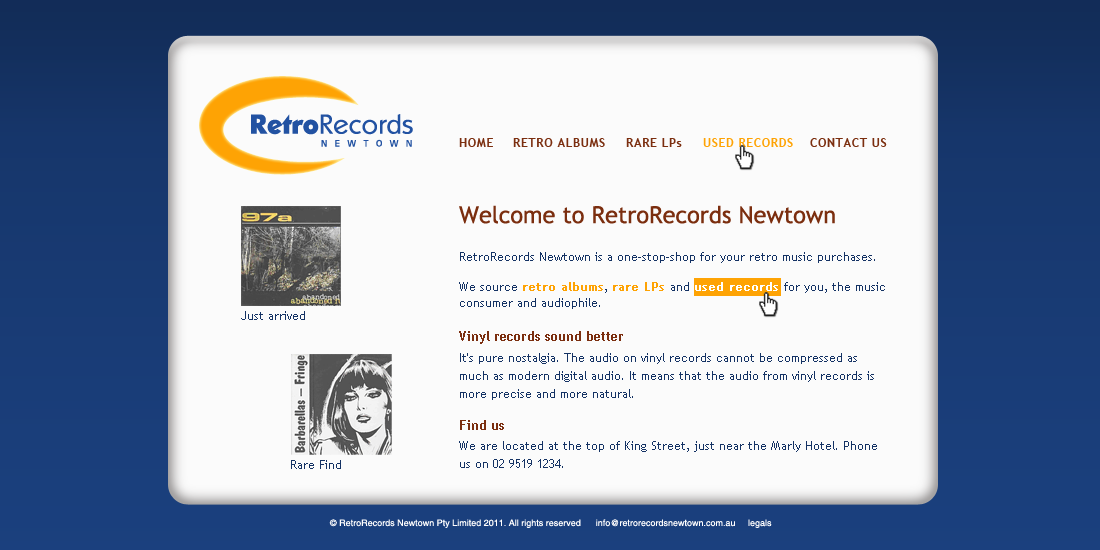 RetroRecords
NEWTOWN
HOME RETRO ALBUMS RARE LPs USED RECORDS CONTACT US
97a
abandoned
Just arrived
Barbarellas – Fringe
Rare Find
Welcome to RetroRecords Newtown
RetroRecords Newtown is a one-stop-shop for your retro music purchases.
We source retro albums, rare LPs and used records for you, the music
consumer and audiophile.
Vinyl records sound better
It's pure nostalgia. The audio on vinyl records cannot be compressed as
much as modern digital audio. It means that the audio from vinyl records is
more precise and more natural.
Find us
We are located at the top of King Street, just near the Marly Hotel. Phone
us on 02 9519 1234.
© RetroRecords Newtown Pty Limited 2011. All rights reserved info@retrorecordsnewtown.com.au legals